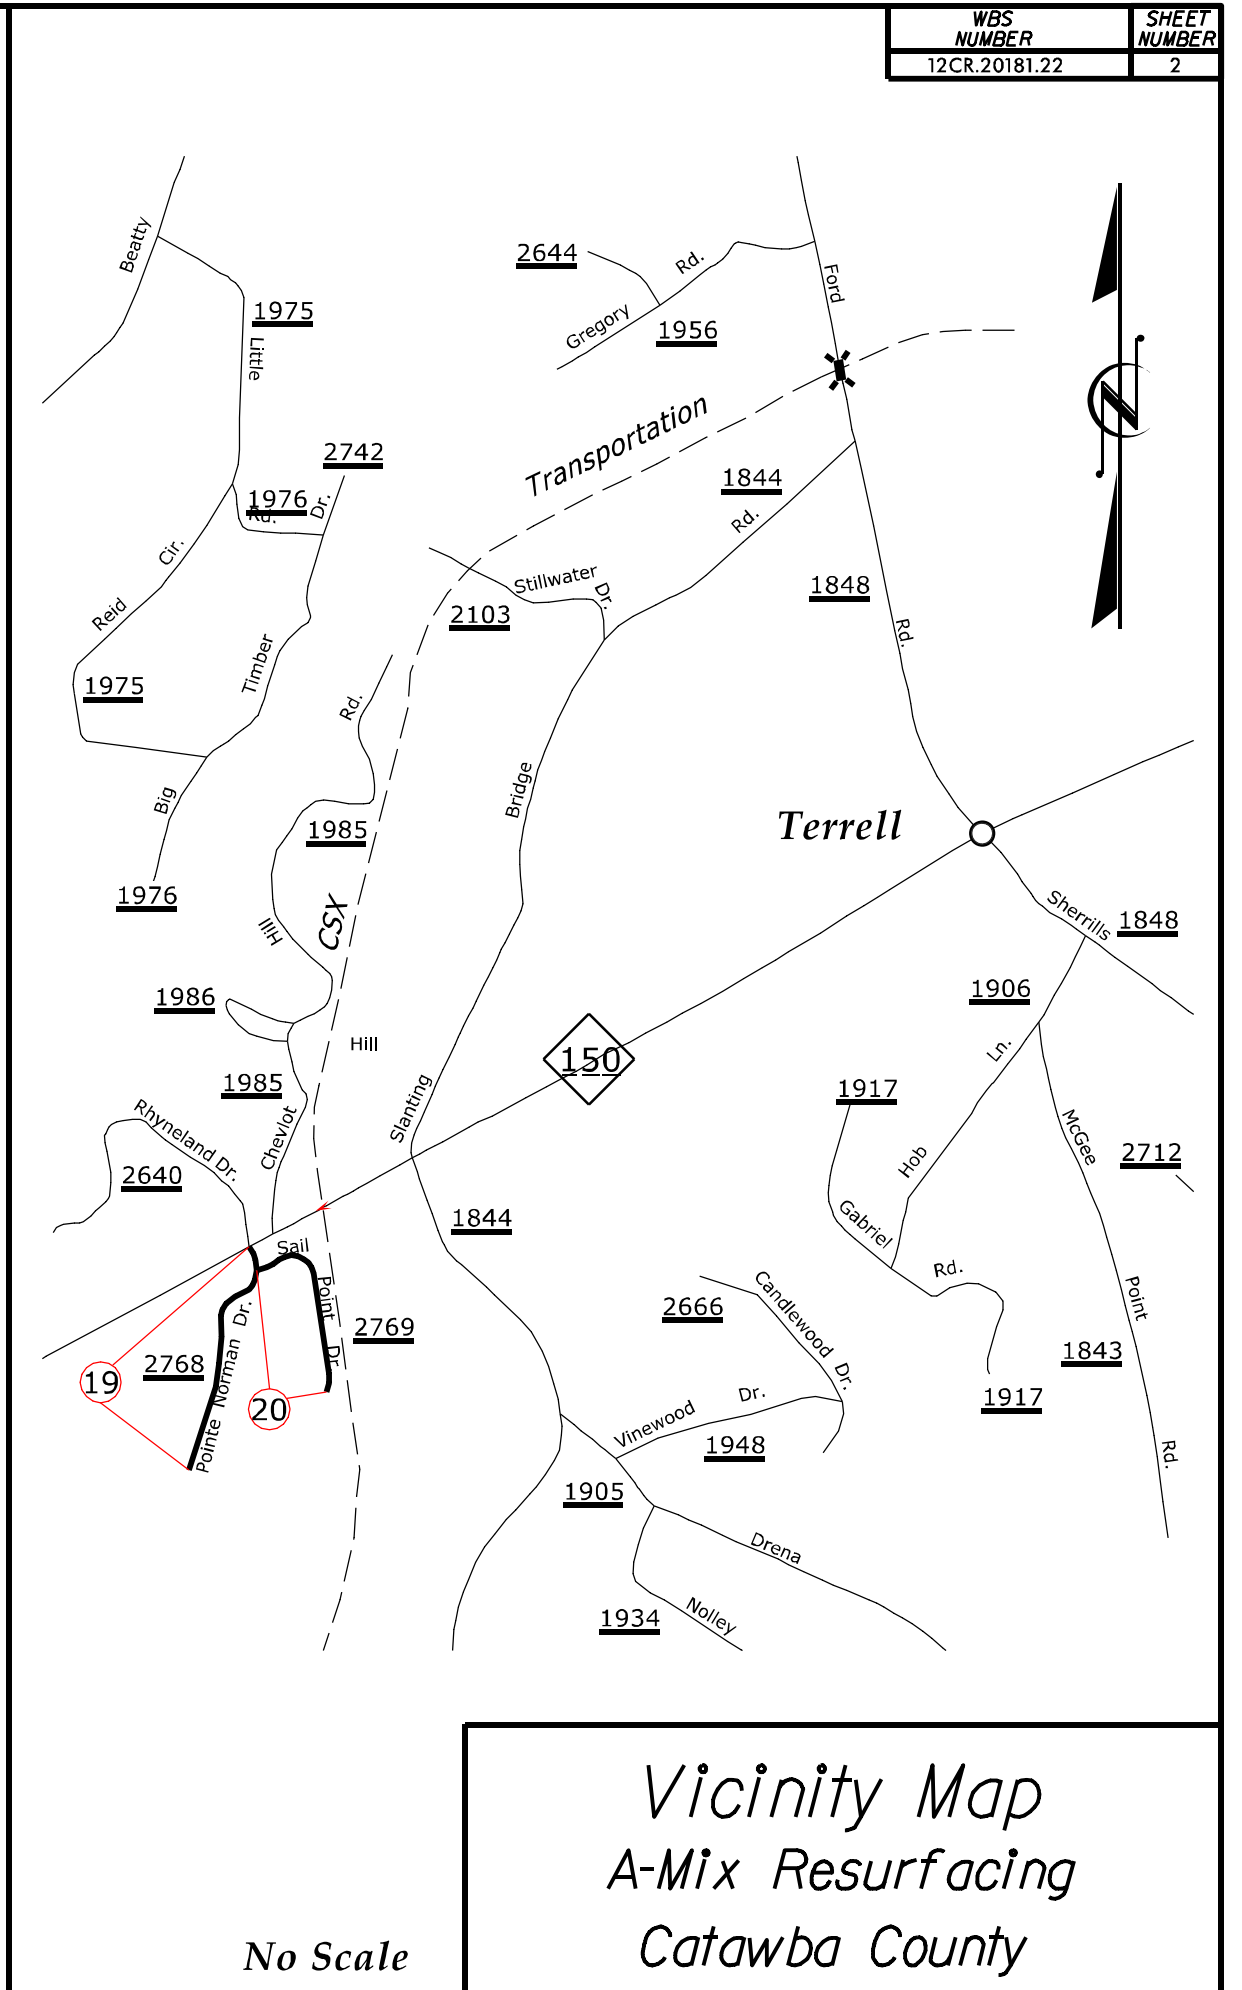 WBS
NUMBER
SHEET
NUMBER
12CR.20181.22
2
Beatty
2644
Rd.
Ford
1975
Gregory
1956
Little
Transportation
2742
1844
1976
Rd.
Dr.
Rd.
Cir.
Stillwater
Dr.
1848
Reid
2103
Rd.
Timber
1975
Rd.
Bridge
Big
Terrell
1985
1976
CSX
Hill
Sherrills
1848
1986
1906
Hill
150
Ln.
1985
1917
Slanting
Chevlot
Rhyneland Dr.
McGee
Hob
2712
2640
1844
Gabriel
Sail
Rd.
Point
Dr.
2769
2666
Candlewood
Dr.
Point
1843
2768
19
20
Pointe Norman Dr.
Vinewood
Dr.
1948
1917
Rd.
1905
Drena
1934
Nolley
Vicinity Map
A-Mix Resurfacing
Catawba County
No Scale